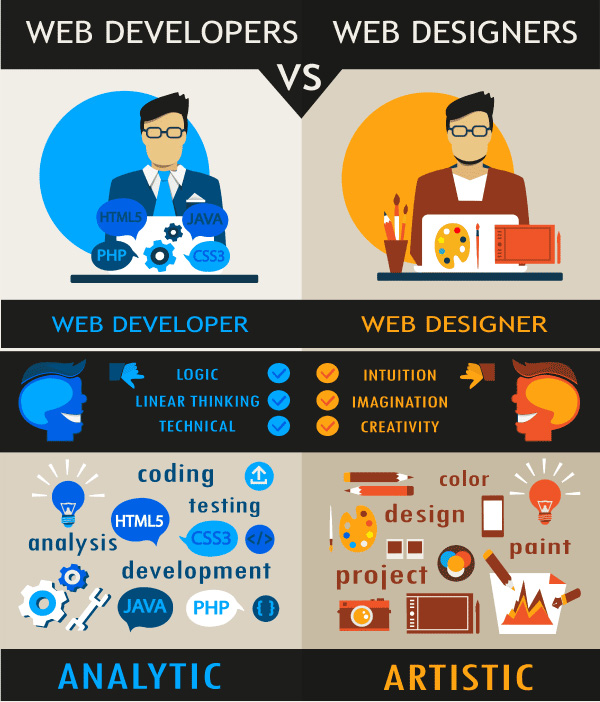 WEB DEVELOPERS
VS
WEB DESIGNERS
HTML5
JAVA
PHP
CSS3
WEB DEVELOPER
WEB DESIGNER
LOGIC
LINEAR THINKING
TECHNICAL
INTUITION
IMAGINATION
CREATIVITY
coding
testing
HTML5
CSS3
</>
analysis
development
JAVA
PHP
{ }
color
design
paint
project
ANALYTIC
ARTISTIC